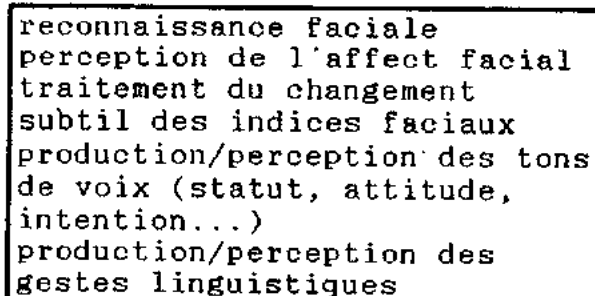 reconnaissance faciale
perception de l'affect facial
traitement du changement
subtil des indices faciaux
production/perception des tons
de voix (statut, attitude,
intention...)
production/perception des
gestes linguistiques